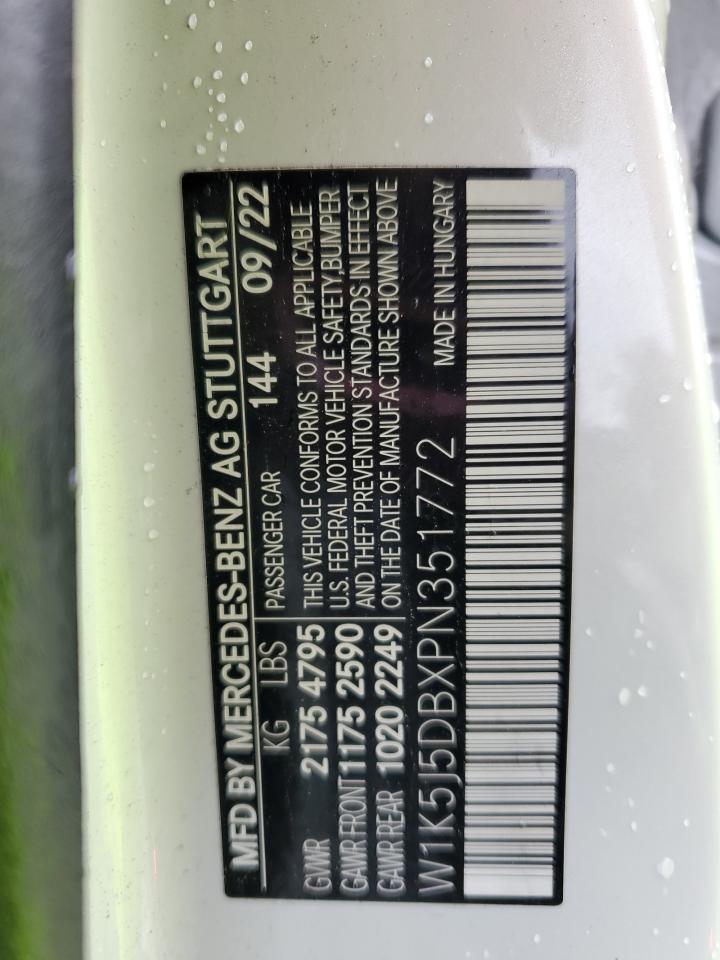 MFD BY MERCEDES-BENZ AG STUTTGART
KG LBS PASSENGER CAR 144 09/22
GVWR 2175 4795 THIS VEHICLE CONFORMS TO ALL APPLICABLE
GAWR FRONT 1175 2590 U.S. FEDERAL MOTOR VEHICLE SAFETY,BUMPER
GAWR REAR 1020 2249 AND THEFT PREVENTION STANDARDS IN EFFECT
ON THE DATE OF MANUFACTURE SHOWN ABOVE
W1K5J5DBXPN351772 MADE IN HUNGARY